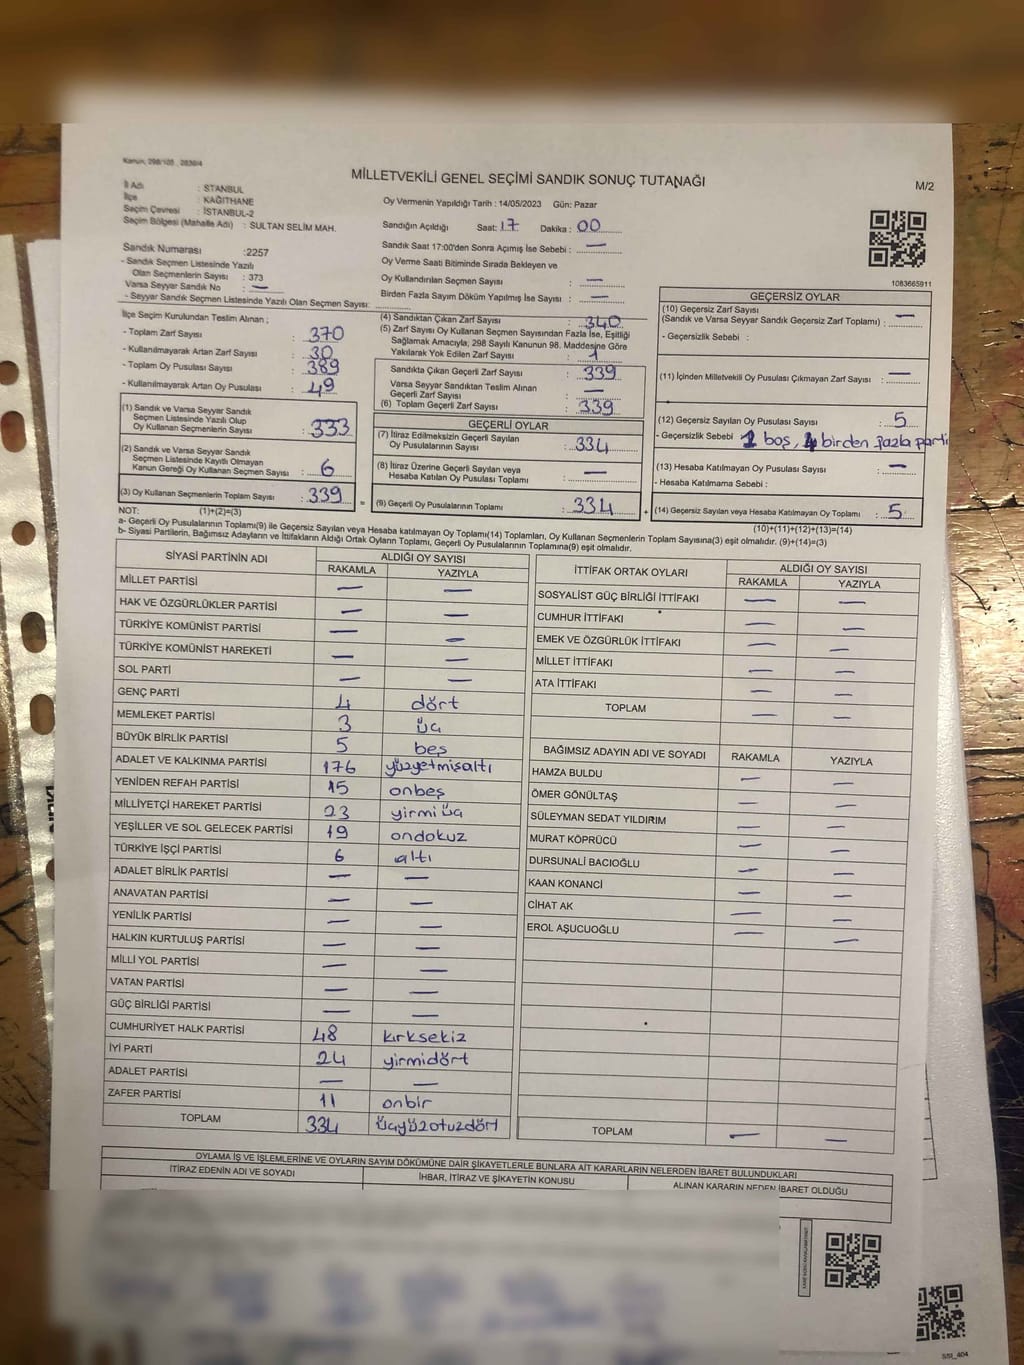 Kanun, 298/105 , 2839/4
MİLLETVEKİLİ GENEL SEÇİMİ SANDIK SONUÇ TUTANAĞI
M/2
İl Adı : STANBUL
İlçe : KAĞITHANE
Seçim Çevresi : İSTANBUL-2
Seçim Bölgesi (Mahalle Adı) : SULTAN SELİM MAH.
Oy Vermenin Yapıldığı Tarih : 14/05/2023 Gün: Pazar
Sandığın Açıldığı Saat: 17 Dakika : 00
Sandık Saat 17:00'den Sonra Açımış İse Sebebi : —
Oy Verme Saati Bitiminde Sırada Bekleyen ve
Oy Kullandırılan Seçmen Sayısı : —
Birden Fazla Sayım Döküm Yapılmış İse Sayısı : —
1083665911
Sandık Numarası :2257
- Sandık Seçmen Listesinde Yazılı
Olan Seçmenlerin Sayısı : 373
Varsa Seyyar Sandık No : —
- Seyyar Sandık Seçmen Listesinde Yazılı Olan Seçmen Sayısı:
İlçe Seçim Kurulundan Teslim Alınan ;
- Toplam Zarf Sayısı : 370
- Kullanılmayarak Artan Zarf Sayısı : 30
- Toplam Oy Pusulası Sayısı : 389
- Kullanılmayarak Artan Oy Pusulası : 49
(1) Sandık ve Varsa Seyyar Sandık
Seçmen Listesinde Yazılı Olup
Oy Kullanan Seçmenlerin Sayısı : 333
(2) Sandık ve Varsa Seyyar Sandık
Seçmen Listesinde Kayıtlı Olmayan
Kanun Gereği Oy Kullanan Seçmen Sayısı : 6
(3) Oy Kullanan Seçmenlerin Toplam Sayısı : 339
(4) Sandıktan Çıkan Zarf Sayısı : 340
(5) Zarf Sayısı Oy Kullanan Seçmen Sayısından Fazla İse, Eşitliği
Sağlamak Amacıyla; 298 Sayılı Kanunun 98. Maddesine Göre
Yakılarak Yok Edilen Zarf Sayısı : 1
Sandıkta Çıkan Geçerli Zarf Sayısı : 339
Varsa Seyyar Sandıktan Teslim Alınan
Geçerli Zarf Sayısı : —
(6) Toplam Geçerli Zarf Sayısı : 339
GEÇERLİ OYLAR
(7) İtiraz Edilmeksizin Geçerli Sayılan
Oy Pusulalarının Toplamı : 334
(8) İtiraz Üzerine Geçerli Sayılan veya
Hesaba Katılan Oy Pusulası Toplamı : —
= (9) Geçerli Oy Pusulalarının Toplamı : 334
GEÇERSİZ OYLAR
(10) Geçersiz Zarf Sayısı
(Sandık ve Varsa Seyyar Sandık Geçersiz Zarf Toplamı) : —
- Geçersizlik Sebebi :
(11) İçinden Milletvekili Oy Pusulası Çıkmayan Zarf Sayısı : —
(12) Geçersiz Sayılan Oy Pusulası Sayısı : 5
- Geçersizlik Sebebi 1 boş, 4 birden fazla parti
(13) Hesaba Katılmayan Oy Pusulası Sayısı : —
- Hesaba Katılmama Sebebi :
+ (14) Geçersiz Sayılan veya Hesaba Katılmayan Oy Toplamı : 5
NOT: (1)+(2)=(3)
(10)+(11)+(12)+(13)=(14)
a- Geçerli Oy Pusulalarının Toplamı(9) ile Geçersiz Sayılan veya Hesaba katılmayan Oy Toplamı(14) Toplamları, Oy Kullanan Seçmenlerin Toplam Sayısına(3) eşit olmalıdır. (9)+(14)=(3)
b- Siyasi Partilerin, Bağımsız Adayların ve İttifakların Aldığı Ortak Oyların Toplamı, Geçerli Oy Pusulalarının Toplamına(9) eşit olmalıdır.
SİYASİ PARTİNİN ADI ALDIĞI OY SAYISI
RAKAMLA YAZIYLA
MİLLET PARTİSİ — —
HAK VE ÖZGÜRLÜKLER PARTİSİ — —
TÜRKİYE KOMÜNİST PARTİSİ — —
TÜRKİYE KOMÜNİST HAREKETİ — —
SOL PARTİ — —
GENÇ PARTİ 4 dört
MEMLEKET PARTİSİ 3 üç
BÜYÜK BİRLİK PARTİSİ 5 beş
ADALET VE KALKINMA PARTİSİ 176 yüzyetmişaltı
YENİDEN REFAH PARTİSİ 15 onbeş
MİLLİYETÇİ HAREKET PARTİSİ 23 yirmi üç
YEŞİLLER VE SOL GELECEK PARTİSİ 19 ondokuz
TÜRKİYE İŞÇİ PARTİSİ 6 altı
ADALET BİRLİK PARTİSİ — —
ANAVATAN PARTİSİ — —
YENİLİK PARTİSİ — —
HALKIN KURTULUŞ PARTİSİ — —
MİLLİ YOL PARTİSİ — —
VATAN PARTİSİ — —
GÜÇ BİRLİĞİ PARTİSİ — —
CUMHURİYET HALK PARTİSİ 48 kırksekiz
İYİ PARTİ 24 yirmidört
ADALET PARTİSİ — —
ZAFER PARTİSİ 11 onbir
TOPLAM 334 üçyüzotuzdört
İTTİFAK ORTAK OYLARI ALDIĞI OY SAYISI
RAKAMLA YAZIYLA
SOSYALİST GÜÇ BİRLİĞİ İTTİFAKI — —
CUMHUR İTTİFAKI — —
EMEK VE ÖZGÜRLÜK İTTİFAKI — —
MİLLET İTTİFAKI — —
ATA İTTİFAKI — —
TOPLAM — —
BAĞIMSIZ ADAYIN ADI VE SOYADI RAKAMLA YAZIYLA
HAMZA BULDU — —
ÖMER GÖNÜLTAŞ — —
SÜLEYMAN SEDAT YILDIRIM — —
MURAT KÖPRÜCÜ — —
DURSUNALİ BACIOĞLU — —
KAAN KONANCİ — —
CİHAT AK — —
EROL AŞUCUOĞLU — —
TOPLAM — —
OYLAMA İŞ VE İŞLEMLERİNE VE OYLARIN SAYIM DÖKÜMÜNE DAİR ŞİKAYETLERLE BUNLARA AİT KARARLARIN NELERDEN İBARET BULUNDUKLARI
İTİRAZ EDENİN ADI VE SOYADI İHBAR, İTİRAZ VE ŞİKAYETİN KONUSU ALINAN KARARIN NEDEN İBARET OLDUĞU
SSI_404